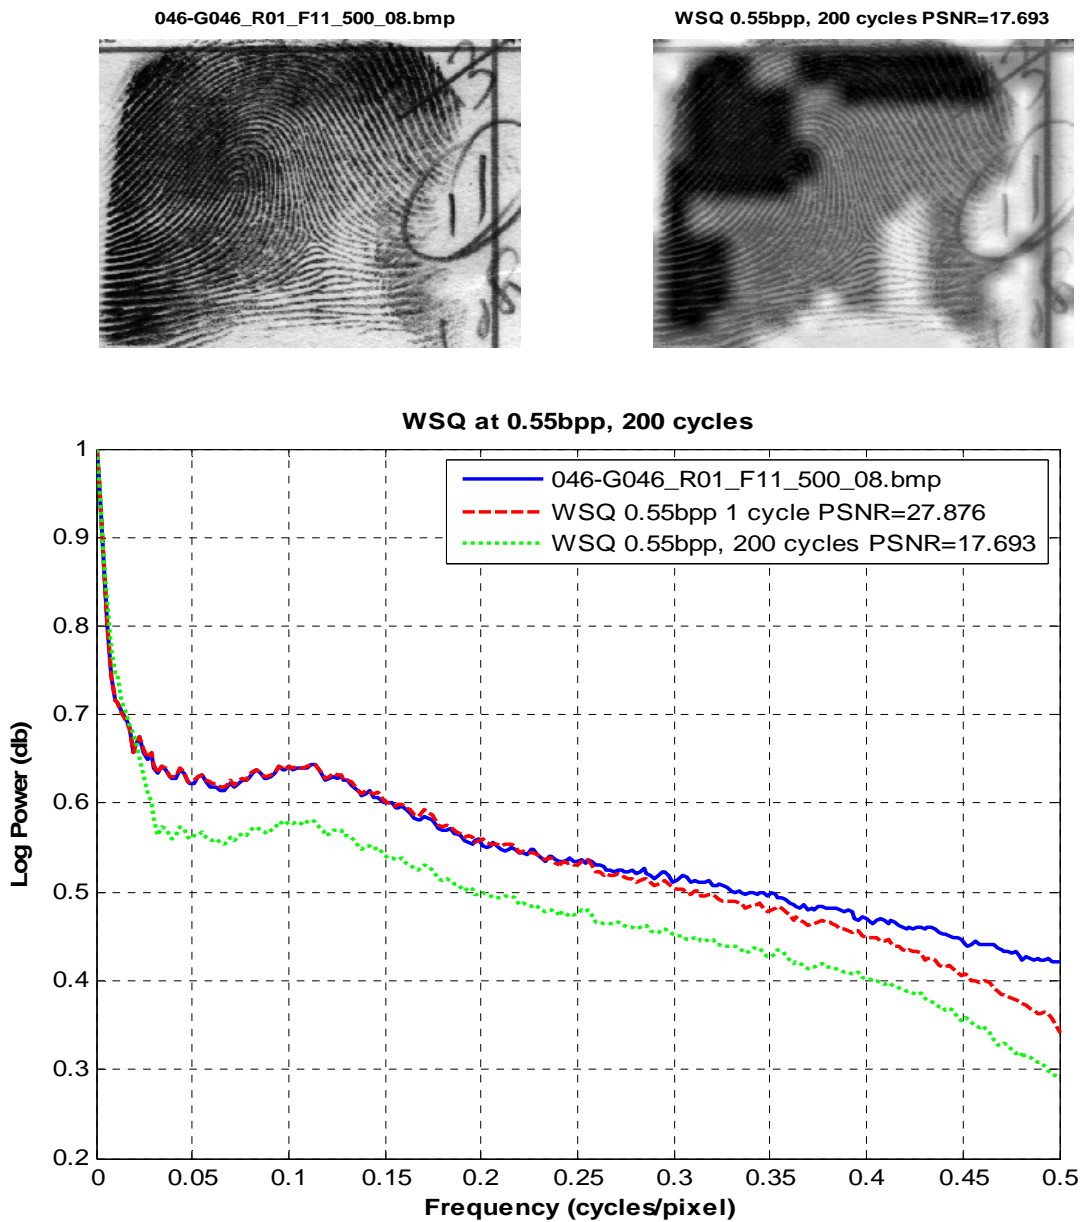 046-G046_R01_F11_500_08.bmp
WSQ 0.55bpp, 200 cycles PSNR=17.693
WSQ at 0.55bpp, 200 cycles
046-G046_R01_F11_500_08.bmp
WSQ 0.55bpp 1 cycle PSNR=27.876
WSQ 0.55bpp, 200 cycles PSNR=17.693
Log Power (db)
1
0.9
0.8
0.7
0.6
0.5
0.4
0.3
0.2
0 0.05 0.1 0.15 0.2 0.25 0.3 0.35 0.4 0.45 0.5
Frequency (cycles/pixel)